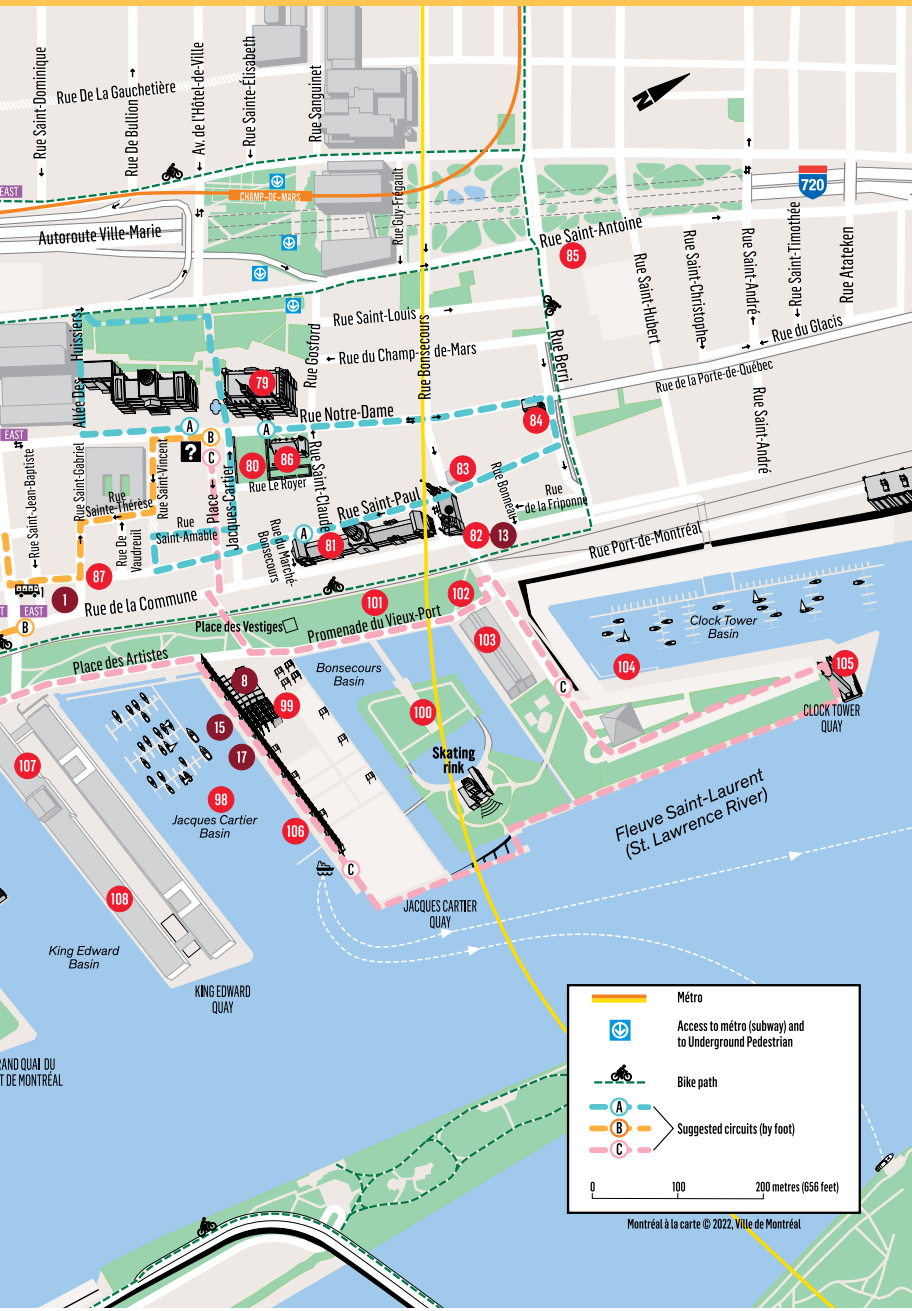 Rue Saint-Dominique
Rue De La Gauchetière
Rue De Bullion
Av. de l'Hôtel-de-Ville
Rue Sainte-Élisabeth
Rue Sanguinet
N
EAST
CHAMP-DE-MARS
720
Autoroute Ville-Marie
Rue Guy-Frégault
Rue Saint-Antoine
85
Rue Saint-Hubert
Rue Saint-Christophe
Rue Saint-André
Rue Saint-Timothée
Rue Atateken
Rue du Glacis
Rue de la Porte-de-Québec
Rue Saint-André
Allée Des
Huissiers
Rue Saint-Louis
Rue Gosford
Rue du Champ-de-Mars
Rue Bonsecours
Rue Berri
79
Rue Notre-Dame
84
EAST
A
B
?
C
A
80
86
Rue Le Royer
Rue Saint-Claude
83
Rue Saint-Jean-Baptiste
Rue Saint-Gabriel
Rue
Sainte-Thérèse
Rue Saint-Vincent
Place
Jacques-Cartier
Rue De
Vaudreuil
Rue
Saint-Amable
Rue Saint-Paul
Rue Bonneau
Rue
de la Friponne
A
81
82
13
Rue du Marché-
Bonsecours
Rue Port-de-Montréal
87
1
EAST
B
Rue de la Commune
101
102
Place des Vestiges
Promenade du Vieux-Port
103
Clock Tower
Basin
104
105
CLOCK TOWER
QUAY
Place des Artistes
8
99
Bonsecours
Basin
100
C
15
17
107
Skating
rink
98
Jacques Cartier
Basin
106
C
Fleuve Saint-Laurent
(St. Lawrence River)
108
JACQUES CARTIER
QUAY
King Edward
Basin
KING EDWARD
QUAY
RAND QUAI DU
T DE MONTRÉAL
Métro
Access to métro (subway) and
to Underground Pedestrian
Bike path
A
B
C
Suggested circuits (by foot)
0 100 200 metres (656 feet)
Montréal à la carte © 2022, Ville de Montréal